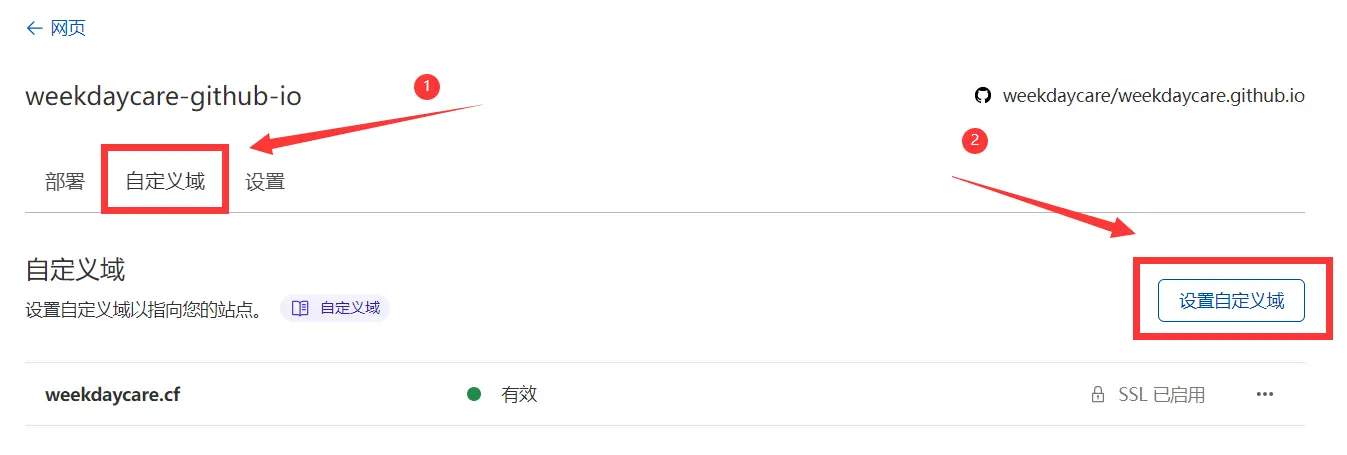 ← 网页
weekdaycare-github-io
1
weekdaycare/weekdaycare.github.io
2
部署 自定义域 设置
自定义域
设置自定义域以指向您的站点。 自定义域
设置自定义域
weekdaycare.cf 有效 SSL 已启用 ···